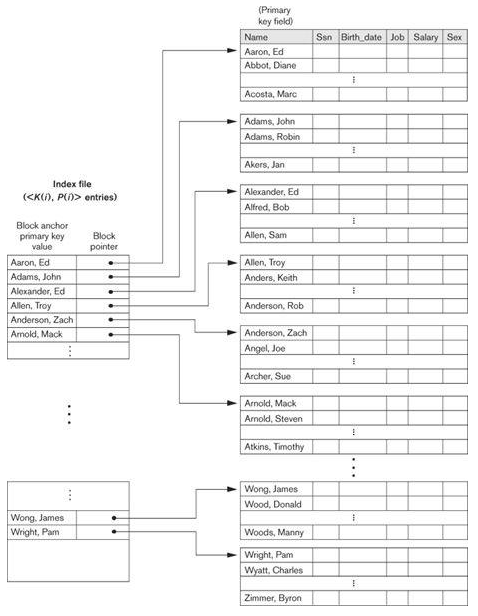 (Primary
key field)
Name Ssn Birth_date Job Salary Sex
Aaron, Ed
Abbot, Diane
⋮
Acosta, Marc
Adams, John
Adams, Robin
⋮
Akers, Jan
Alexander, Ed
Alfred, Bob
⋮
Allen, Sam
Allen, Troy
Anders, Keith
⋮
Anderson, Rob
Anderson, Zach
Angel, Joe
⋮
Archer, Sue
Arnold, Mack
Arnold, Steven
⋮
Atkins, Timothy
⋮
Wong, James
Wood, Donald
⋮
Woods, Manny
Wright, Pam
Wyatt, Charles
⋮
Zimmer, Byron
Index file
(<K(i), P(i)> entries)
Block anchor
primary key
value
Block
pointer
Aaron, Ed
Adams, John
Alexander, Ed
Allen, Troy
Anderson, Zach
Arnold, Mack
⋮
⋮
⋮
Wong, James
Wright, Pam